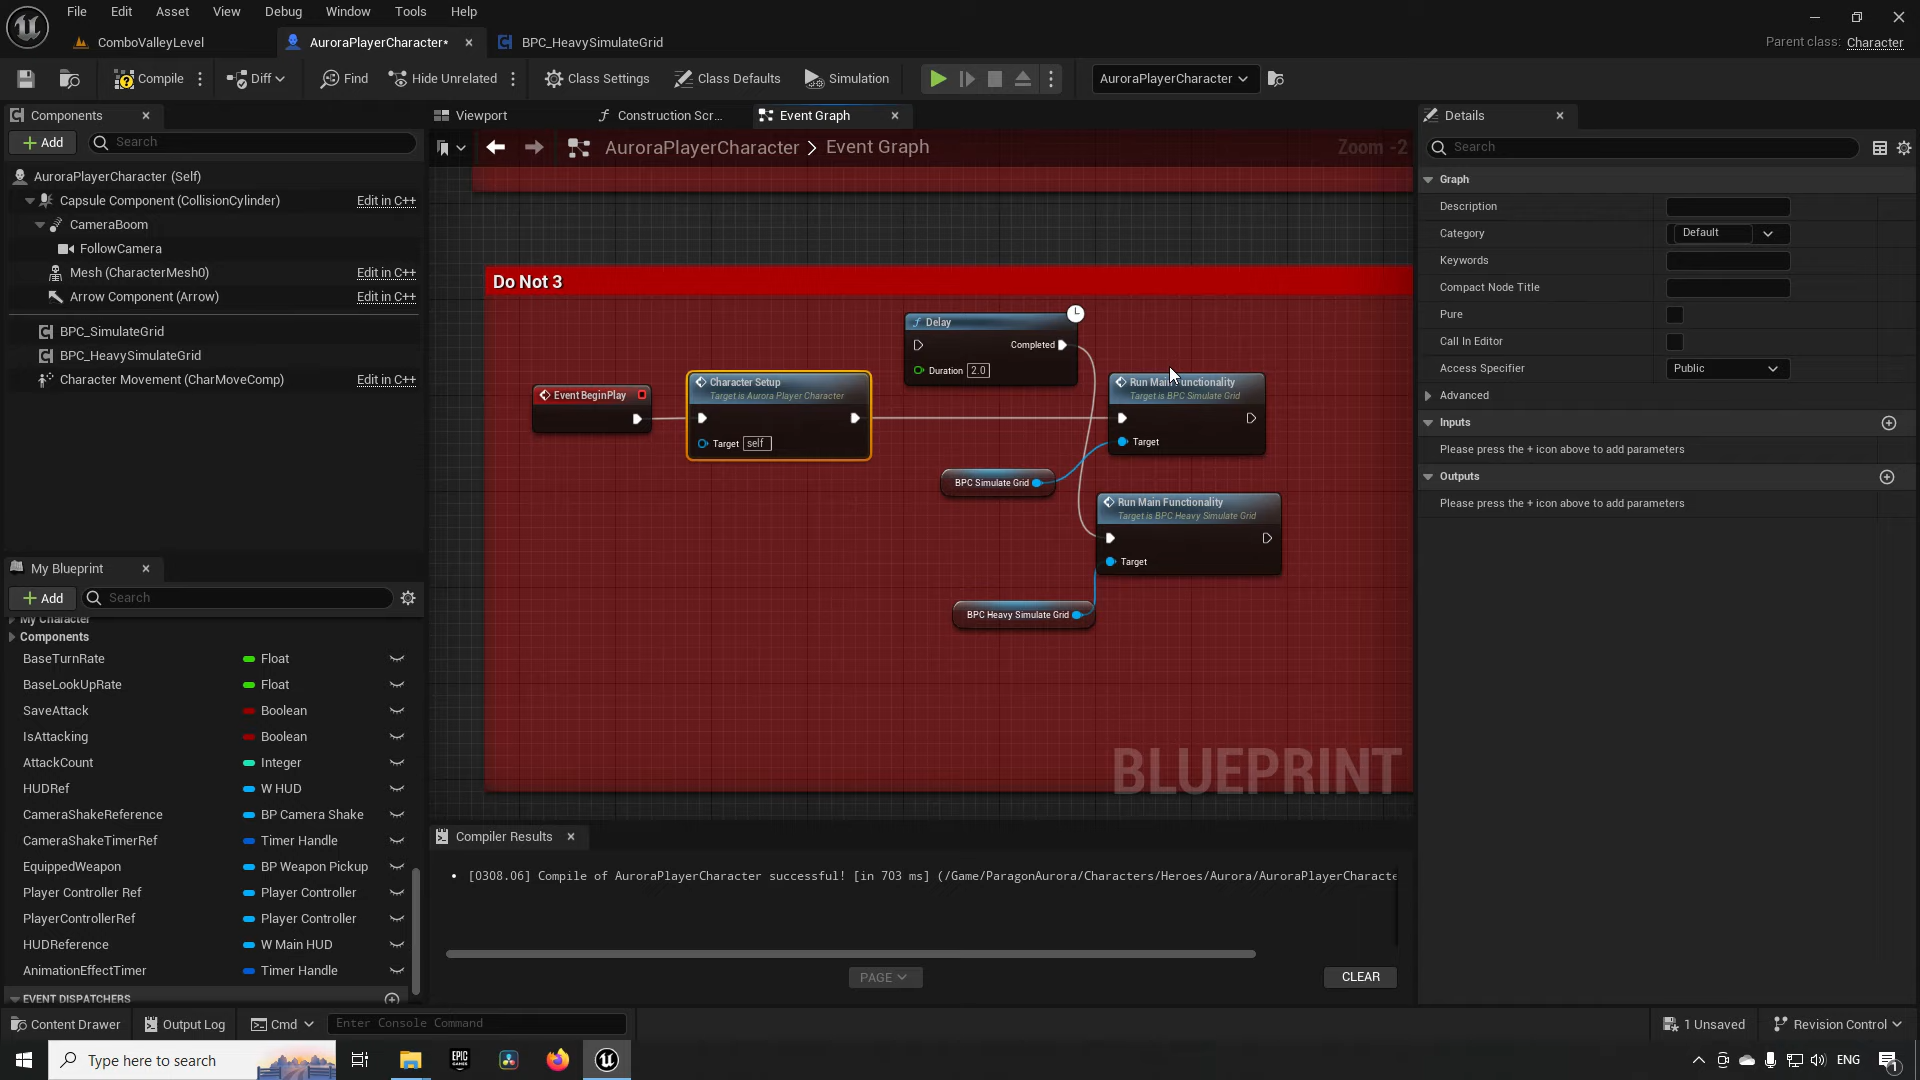 File Edit Asset View Debug Window Tools Help
ComboValleyLevel
AuroraPlayerCharacter*
BPC_HeavySimulateGrid
Parent class: Character
Compile
Diff
Find
Hide Unrelated
Class Settings
Class Defaults
Simulation
AuroraPlayerCharacter
Components
Add
Search
AuroraPlayerCharacter (Self)
Capsule Component (CollisionCylinder) Edit in C++
CameraBoom
FollowCamera
Mesh (CharacterMesh0) Edit in C++
Arrow Component (Arrow) Edit in C++
BPC_SimulateGrid
BPC_HeavySimulateGrid
Character Movement (CharMoveComp) Edit in C++
My Blueprint
Add
Search
My Character
Components
BaseTurnRate Float
BaseLookUpRate Float
SaveAttack Boolean
IsAttacking Boolean
AttackCount Integer
HUDRef W HUD
CameraShakeReference BP Camera Shake
CameraShakeTimerRef Timer Handle
EquippedWeapon BP Weapon Pickup
Player Controller Ref Player Controller
PlayerControllerRef Player Controller
HUDReference W Main HUD
AnimationEffectTimer Timer Handle
EVENT DISPATCHERS
Viewport
Construction Scr...
Event Graph
AuroraPlayerCharacter > Event Graph
Zoom -2
Do Not 3
Event BeginPlay
Character Setup
Target is Aurora Player Character
Target self
Delay
Completed
Duration 2.0
Run Main Functionality
Target is BPC Simulate Grid
Target
BPC Simulate Grid
Run Main Functionality
Target is BPC Heavy Simulate Grid
Target
BPC Heavy Simulate Grid
BLUEPRINT
Compiler Results
[0308.06] Compile of AuroraPlayerCharacter successful! [in 703 ms] (/Game/ParagonAurora/Characters/Heroes/Aurora/AuroraPlayerCharacte
PAGE
CLEAR
Details
Search
Graph
Description
Category Default
Keywords
Compact Node Title
Pure
Call In Editor
Access Specifier Public
Advanced
Inputs
Please press the + icon above to add parameters
Outputs
Please press the + icon above to add parameters
Content Drawer
Output Log
Cmd
Enter Console Command
1 Unsaved
Revision Control
Type here to search
EPIC
ENG
1